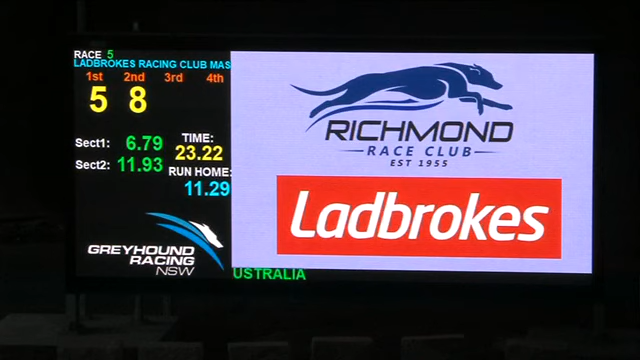 RACE 5
LADBROKES RACING CLUB MAS
1st 2nd 3rd 4th
5 8
Sect1: 6.79
Sect2: 11.93
TIME:
23.22
RUN HOME:
11.29
GREYHOUND
RACING
NSW
USTRALIA
RICHMOND
RACE CLUB
EST 1955
Ladbrokes